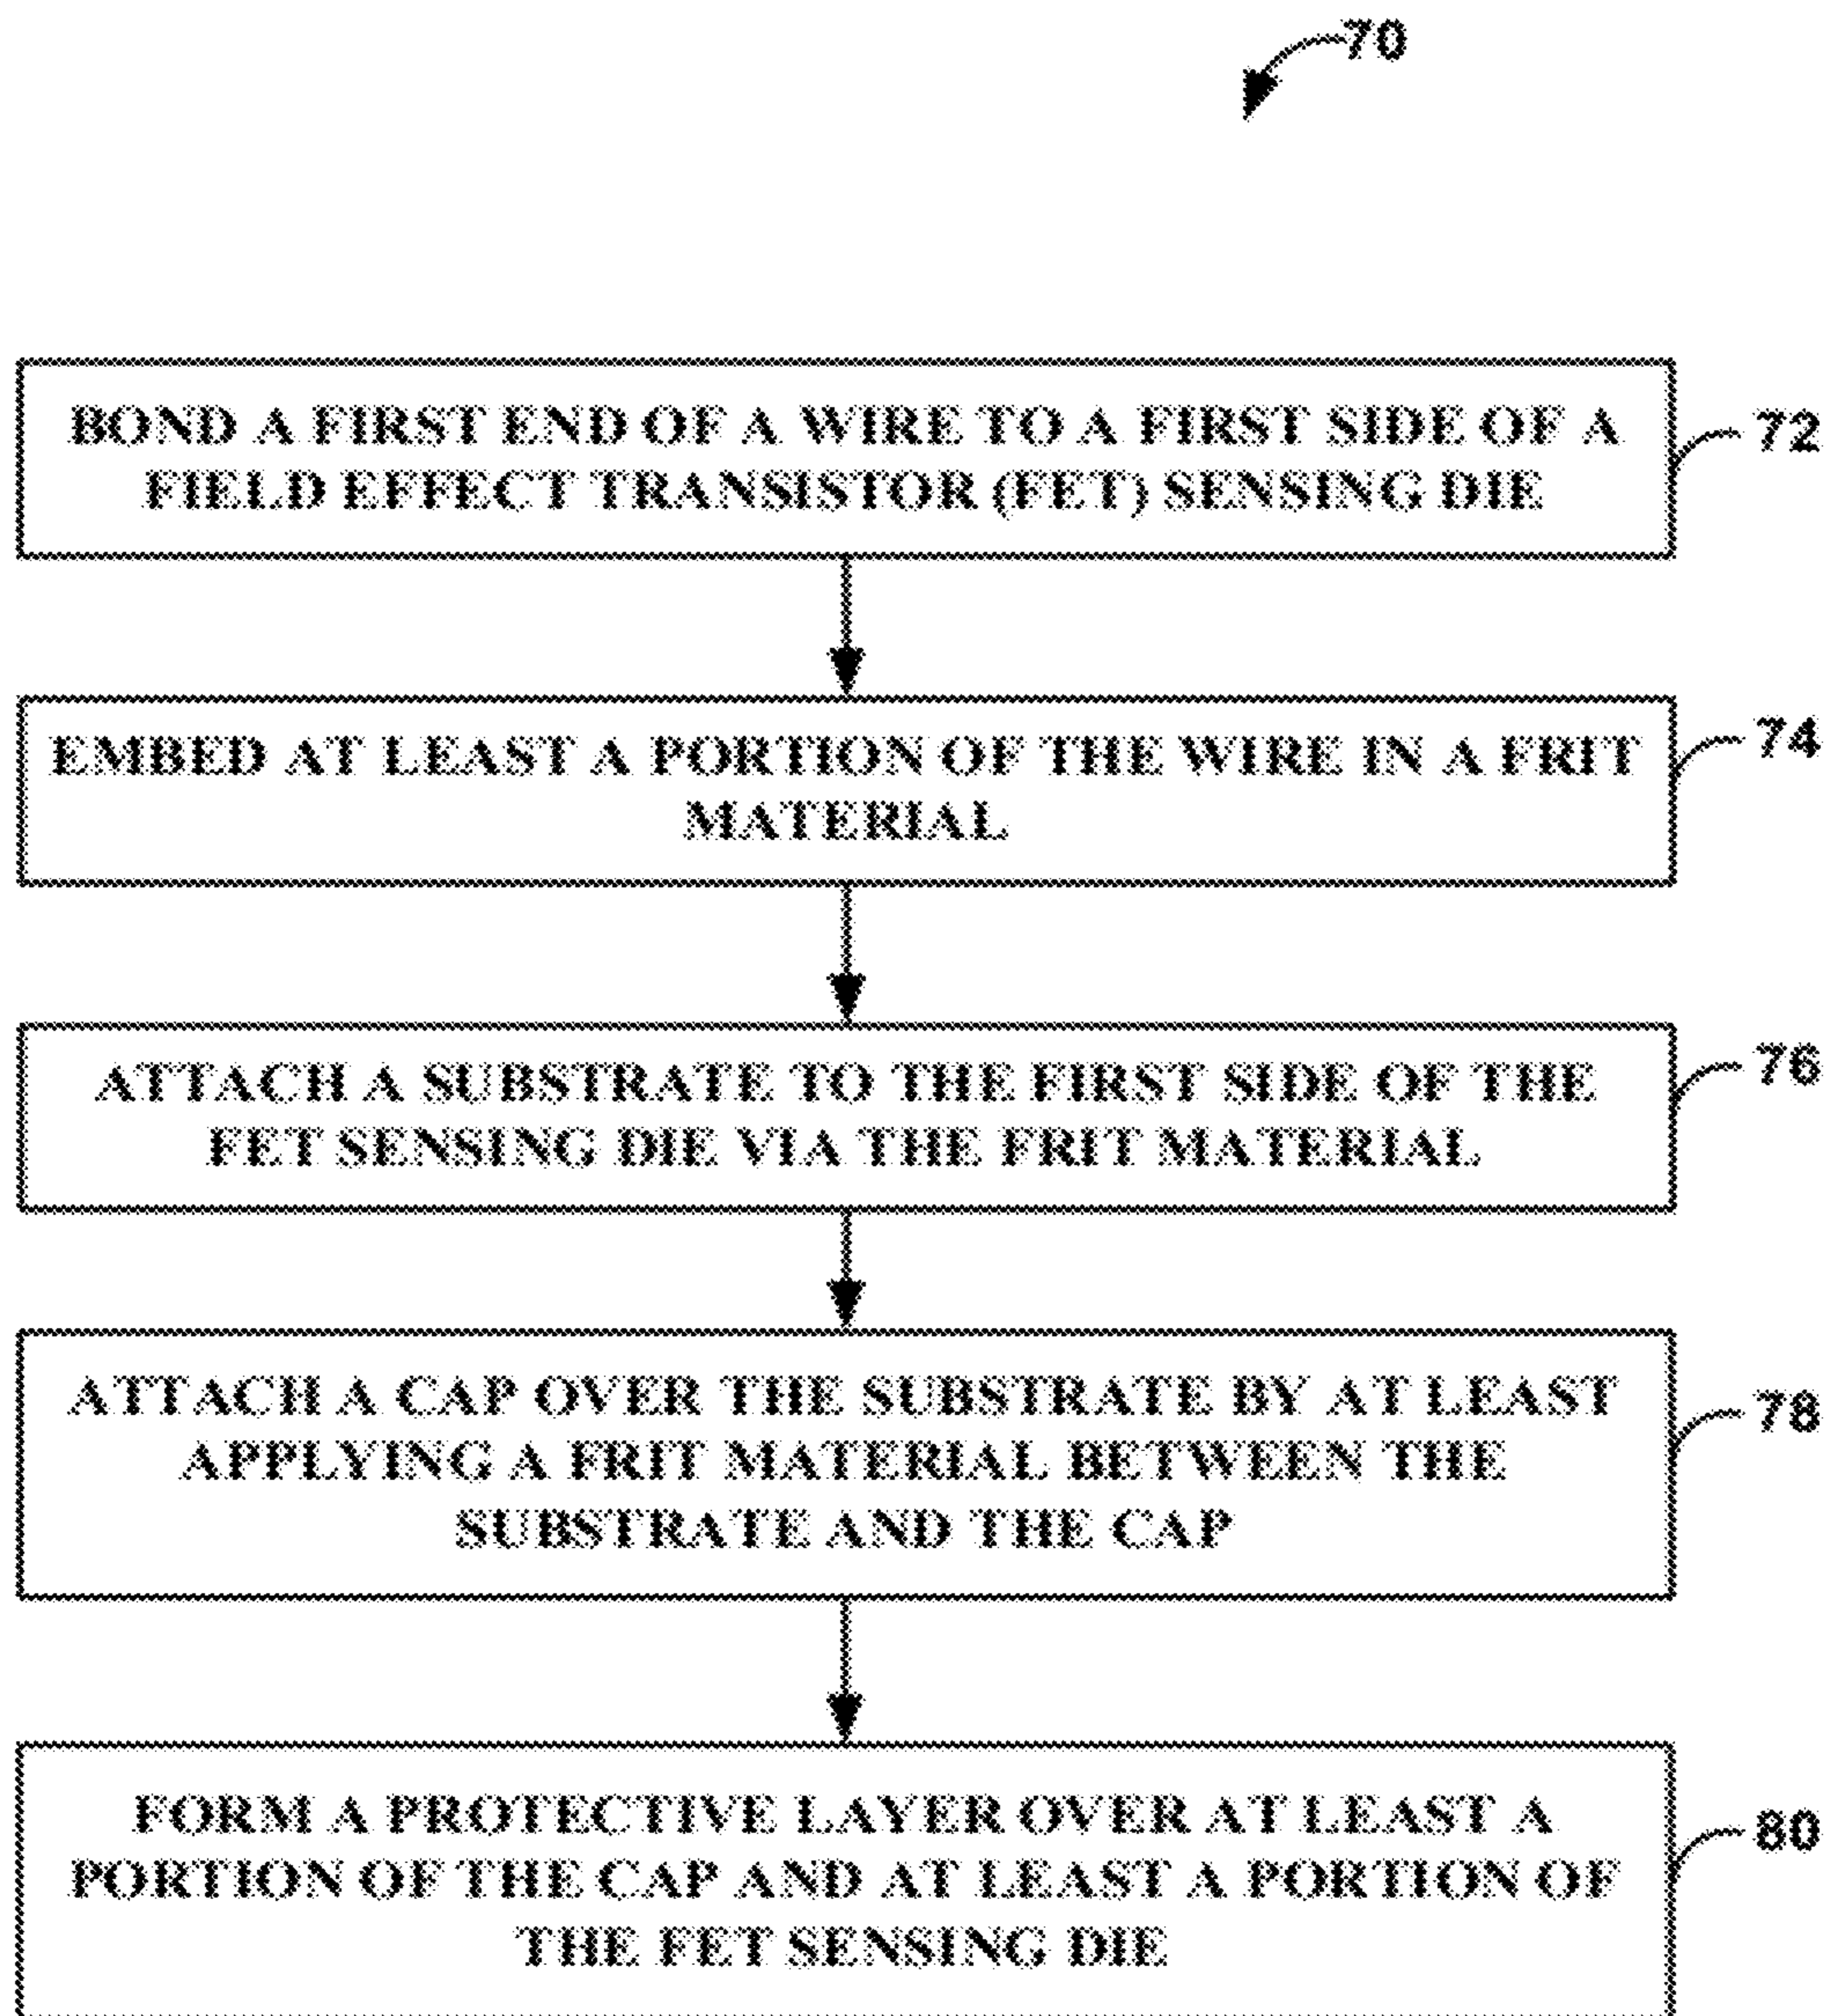 70
BOND A FIRST END OF A WIRE TO A FIRST SIDE OF A
FIELD EFFECT TRANSISTOR (FET) SENSING DIE
72
EMBED AT LEAST A PORTION OF THE WIRE IN A FRIT
MATERIAL
74
ATTACH A SUBSTRATE TO THE FIRST SIDE OF THE
FET SENSING DIE VIA THE FRIT MATERIAL
76
ATTACH A CAP OVER THE SUBSTRATE BY AT LEAST
APPLYING A FRIT MATERIAL BETWEEN THE
SUBSTRATE AND THE CAP
78
FORM A PROTECTIVE LAYER OVER AT LEAST A
PORTION OF THE CAP AND AT LEAST A PORTION OF
THE FET SENSING DIE
80